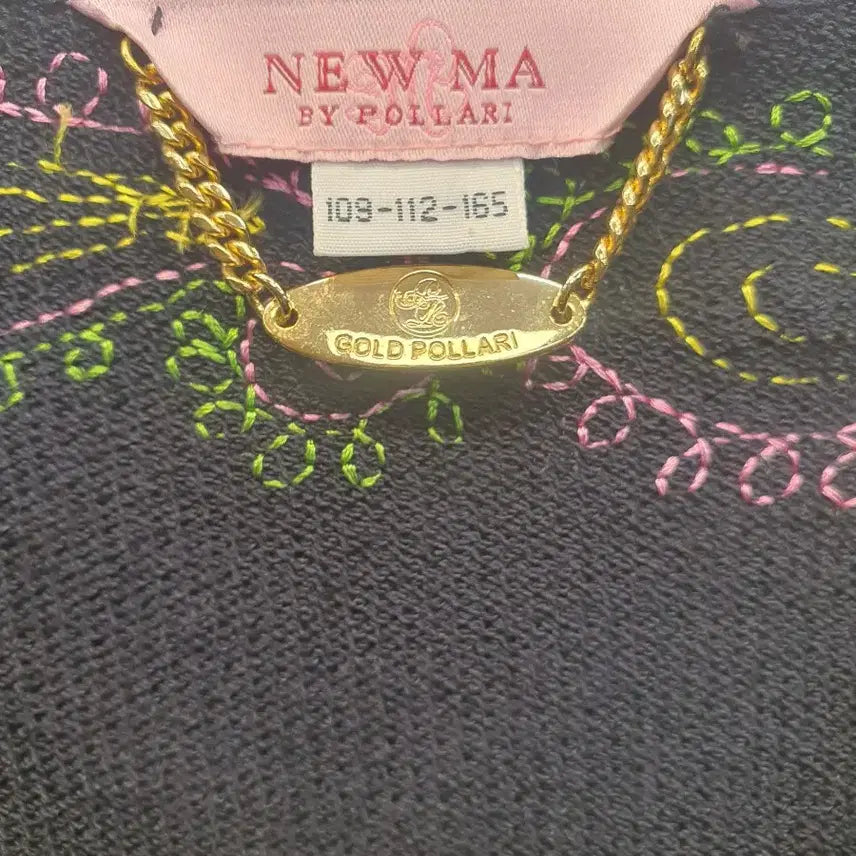 NEW MA
BY POLLARI
109-112-165
GOLD POLLARI